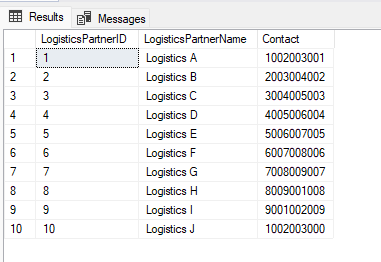 Results Messages
LogisticsPartnerID LogisticsPartnerName Contact
1 1 Logistics A 1002003001
2 2 Logistics B 2003004002
3 3 Logistics C 3004005003
4 4 Logistics D 4005006004
5 5 Logistics E 5006007005
6 6 Logistics F 6007008006
7 7 Logistics G 7008009007
8 8 Logistics H 8009001008
9 9 Logistics I 9001002009
10 10 Logistics J 1002003000